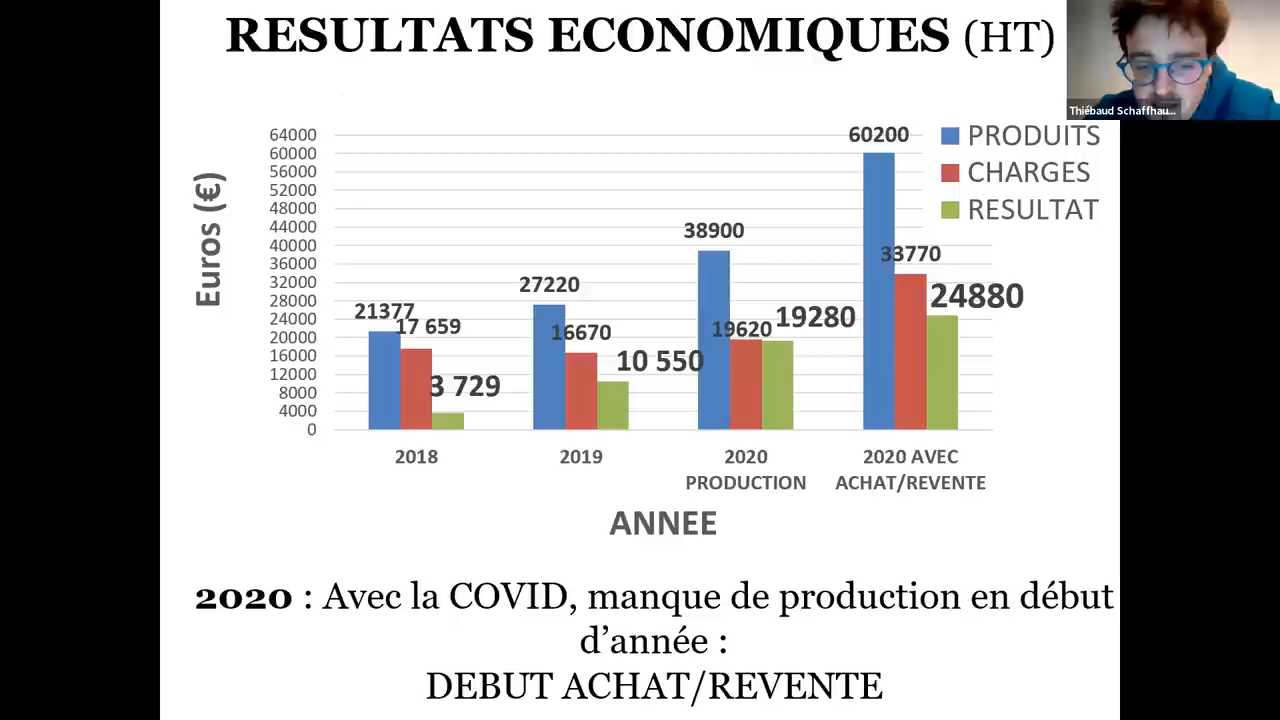 RESULTATS ECONOMIQUES (HT)
Thiébaud Schaffhau...
64000
60000
56000
52000
48000
44000
40000
36000
32000
28000
24000
20000
16000
12000
8000
4000
0
Euros (€)
PRODUITS
CHARGES
RESULTAT
21377
17 659
3 729
27220
16670
10 550
38900
19620
19280
60200
33770
24880
2018
2019
2020
PRODUCTION
2020 AVEC
ACHAT/REVENTE
ANNEE
2020 : Avec la COVID, manque de production en début
d’année :
DEBUT ACHAT/REVENTE